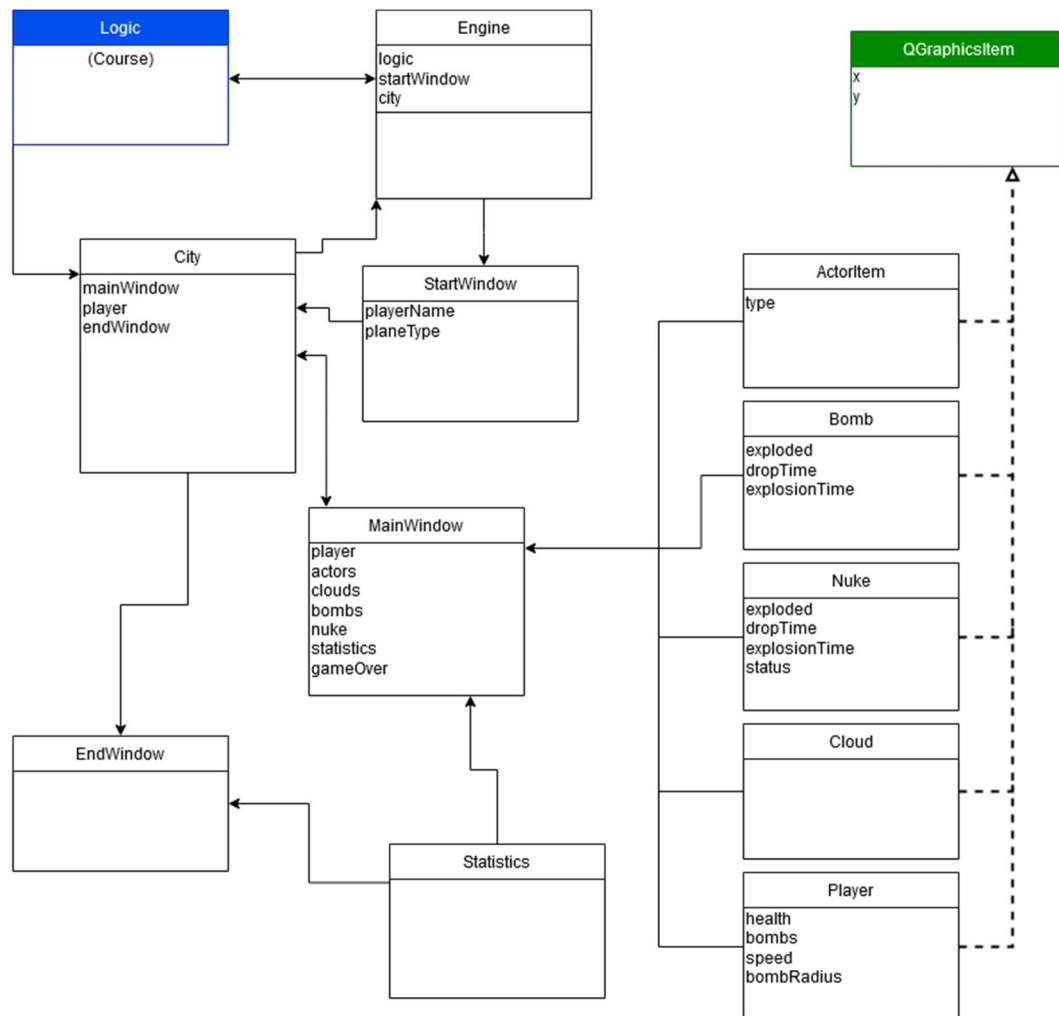 Logic
(Course)
Engine
logic
startWindow
city
QGraphicsItem
x
y
City
mainWindow
player
endWindow
StartWindow
playerName
planeType
ActorItem
type
Bomb
exploded
dropTime
explosionTime
MainWindow
player
actors
clouds
bombs
nuke
statistics
gameOver
Nuke
exploded
dropTime
explosionTime
status
EndWindow
Cloud
Statistics
Player
health
bombs
speed
bombRadius